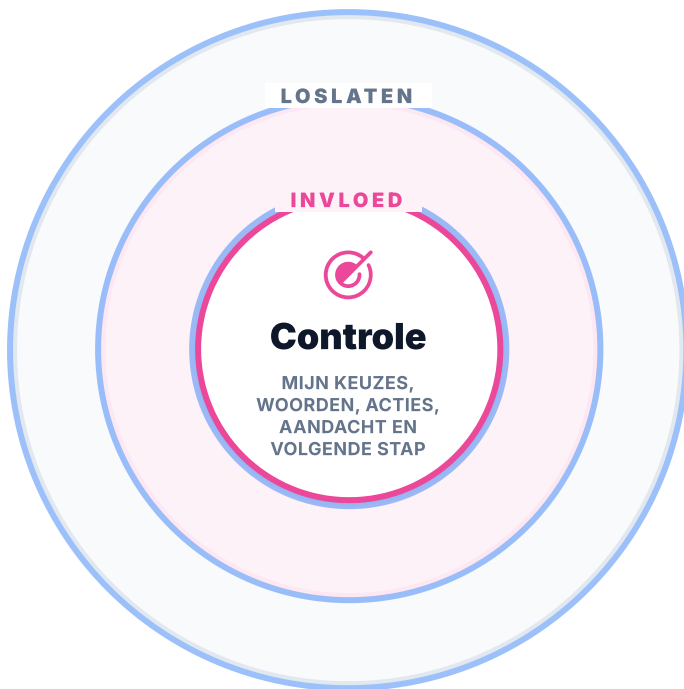 LOSLATEN
INVLOED
Controle
MIJN KEUZES,
WOORDEN, ACTIES,
AANDACHT EN
VOLGENDE STAP